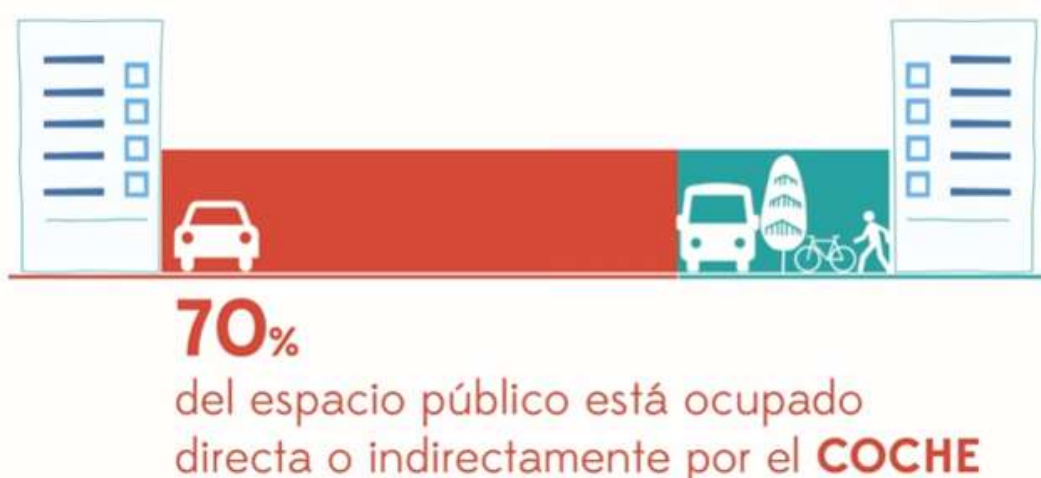 70%
del espacio público está ocupado
directa o indirectamente por el COCHE